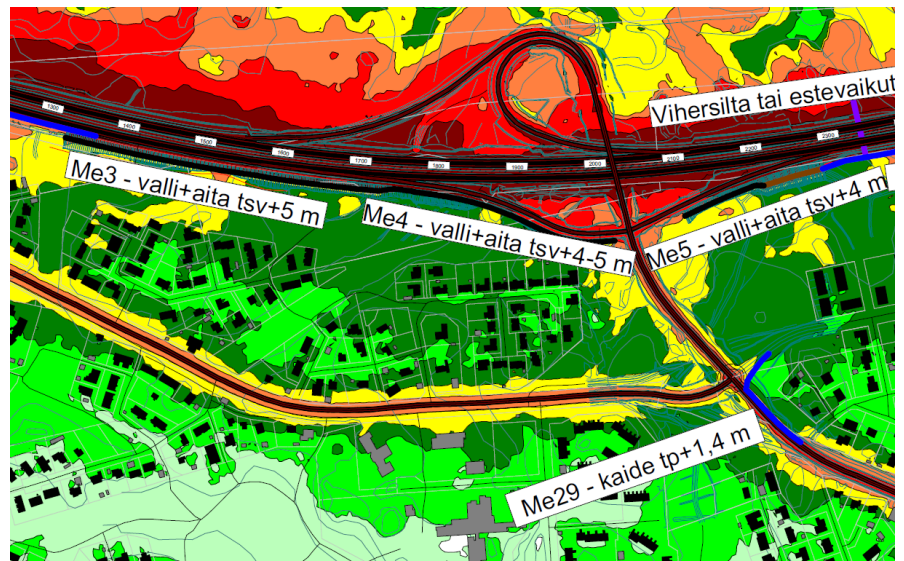 Vihersilta tai estevaikut
1300
1400
1500
1600
1700
1800
1900
2000
2100
2200
2300
Me3 - valli+aita tsv+5 m
Me4 - valli+aita tsv+4-5 m
Me5 - valli+aita tsv+4 m
Me29 - kaide tp+1,4 m